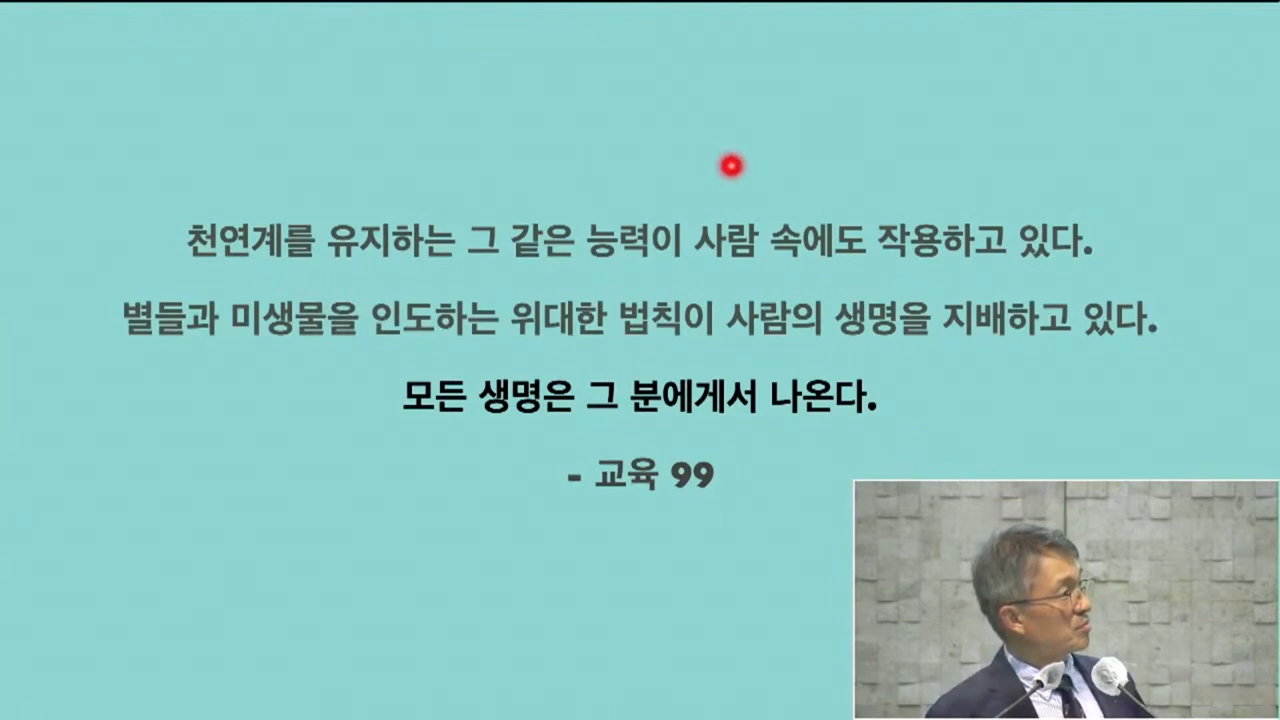 천연계를 유지하는 그 같은 능력이 사람 속에도 작용하고 있다.
별들과 미생물을 인도하는 위대한 법칙이 사람의 생명을 지배하고 있다.
모든 생명은 그 분에게서 나온다.
- 교육 99